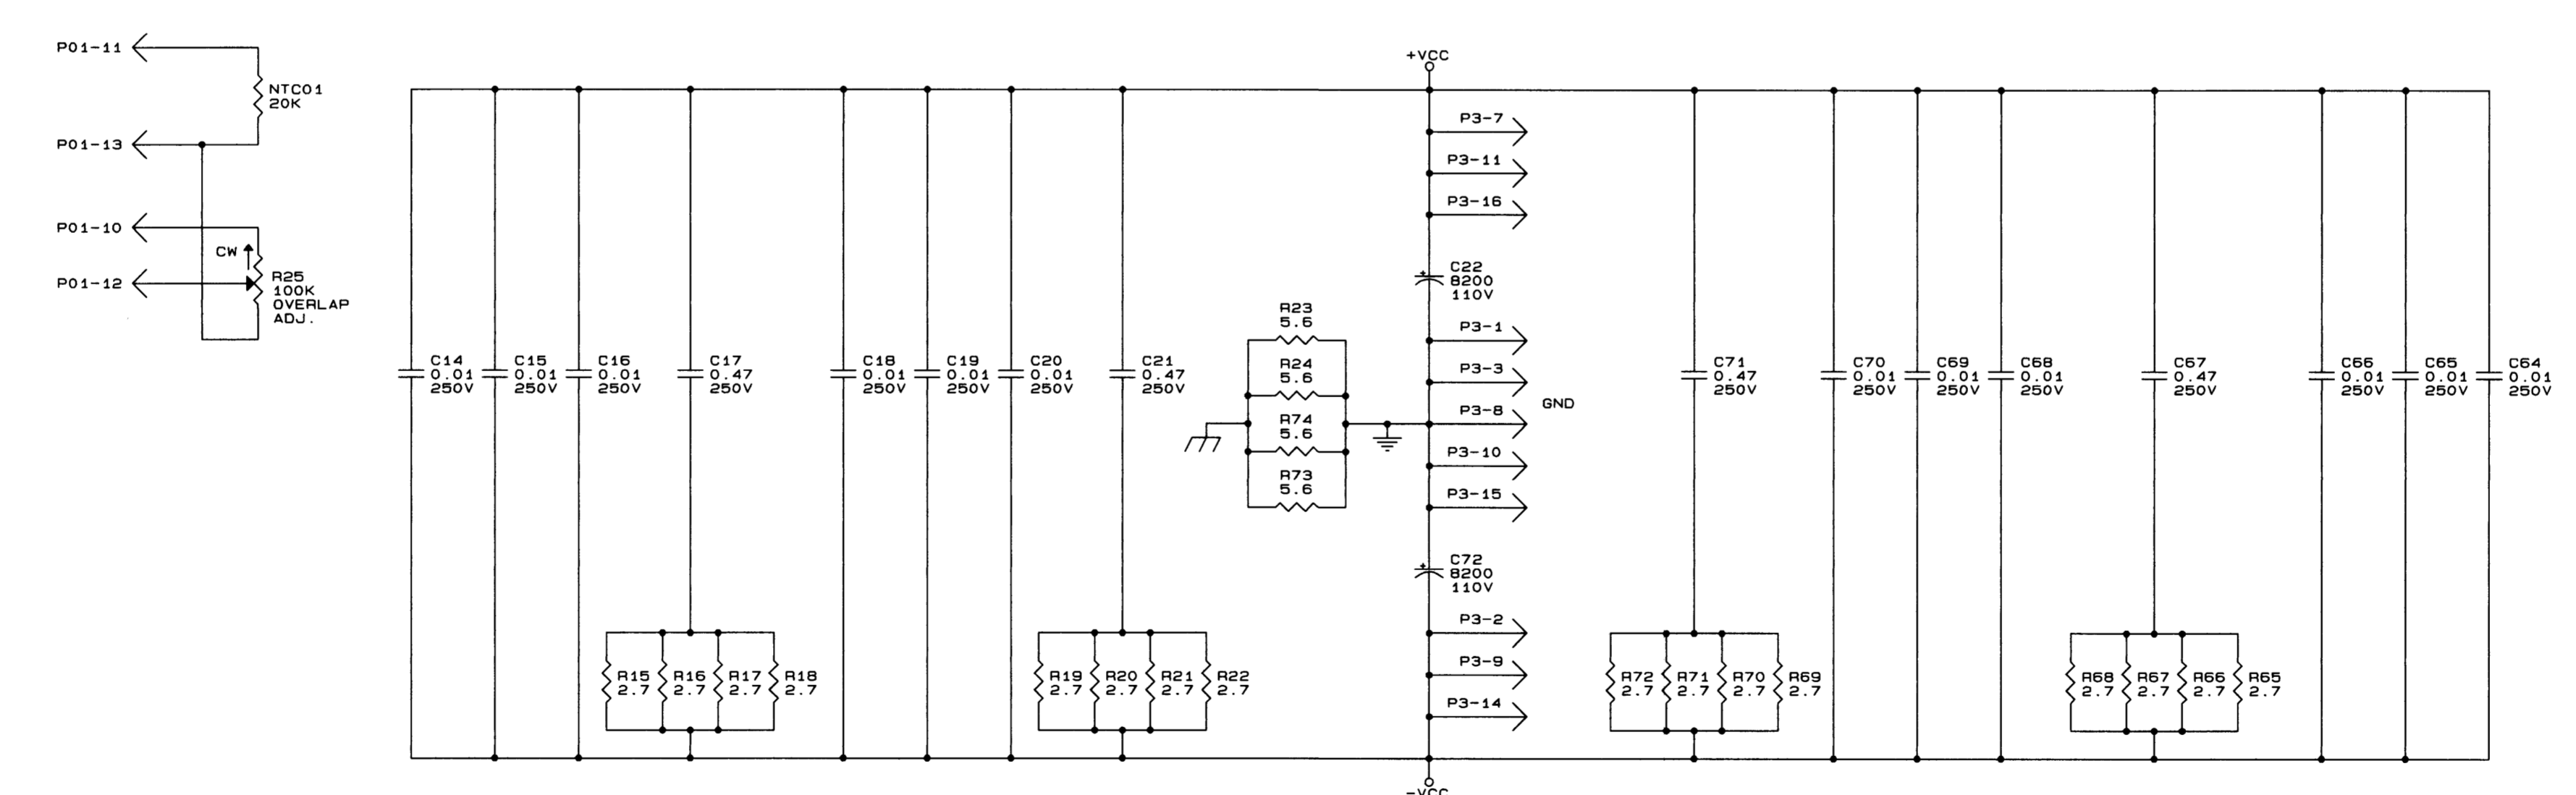 P01-11
NTC01
20K
P01-13
P01-10
CW
P01-12
R25
100K
OVERLAP
ADJ.
C14
0.01
250V
C15
0.01
250V
C16
0.01
250V
C17
0.47
250V
R15
2.7
R16
2.7
R17
2.7
R18
2.7
C18
0.01
250V
C19
0.01
250V
C20
0.01
250V
C21
0.47
250V
R19
2.7
R20
2.7
R21
2.7
R22
2.7
R23
5.6
R24
5.6
R74
5.6
R73
5.6
+VCC
P3-7
P3-11
P3-16
+
C22
8200
110V
P3-1
P3-3
GND
P3-8
P3-10
P3-15
+
C72
8200
110V
P3-2
P3-9
P3-14
-VCC
C71
0.47
250V
R72
2.7
R71
2.7
R70
2.7
R69
2.7
C70
0.01
250V
C69
0.01
250V
C68
0.01
250V
C67
0.47
250V
R68
2.7
R67
2.7
R66
2.7
R65
2.7
C66
0.01
250V
C65
0.01
250V
C64
0.01
250V